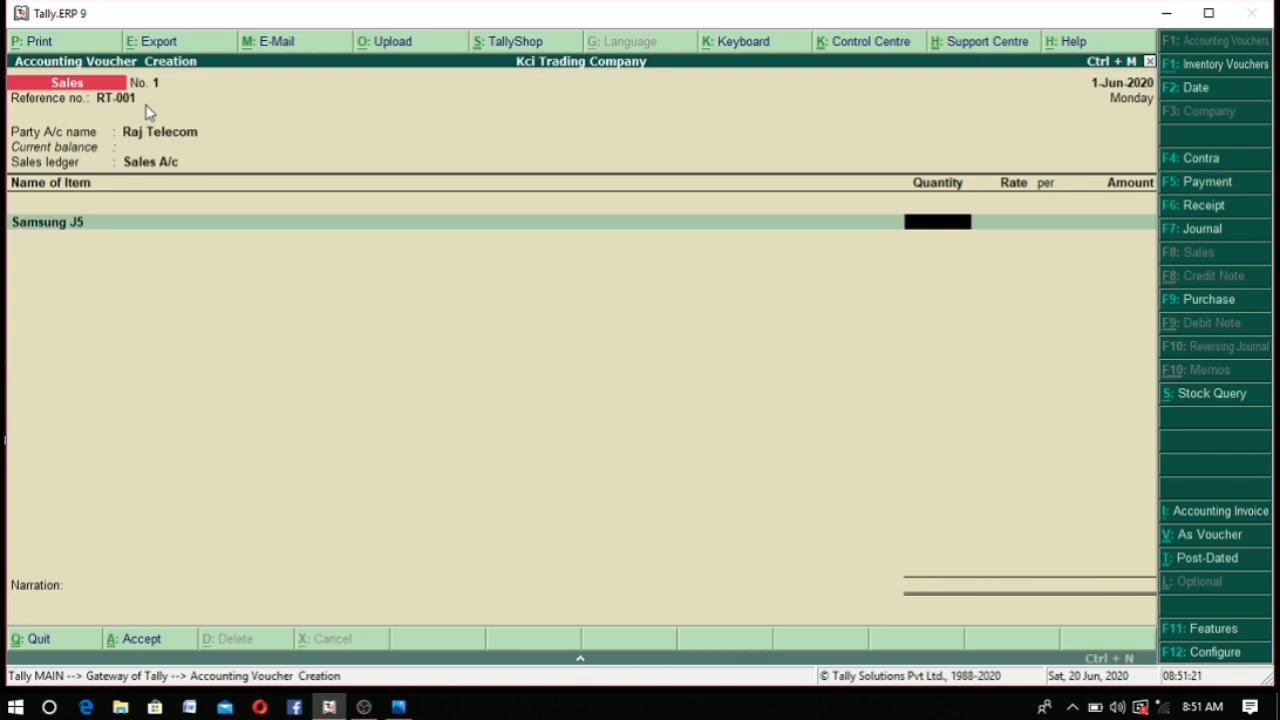 Tally.ERP 9
P: Print E: Export M: E-Mail O: Upload S: TallyShop G: Language K: Keyboard K: Control Centre H: Support Centre H: Help
Accounting Voucher Creation Kci Trading Company Ctrl + M
Sales No. 1 1-Jun-2020
Reference no.: RT-001 Monday
Party A/c name : Raj Telecom
Current balance :
Sales ledger : Sales A/c
Name of Item Quantity Rate per Amount
Samsung J5
Narration:
Q: Quit A: Accept D: Delete X: Cancel
Ctrl + N
F1: Accounting Vouchers
F1: Inventory Vouchers
F2: Date
F3: Company
F4: Contra
F5: Payment
F6: Receipt
F7: Journal
F8: Sales
F8: Credit Note
F9: Purchase
F9: Debit Note
F10: Reversing Journal
F10: Memos
S: Stock Query
I: Accounting Invoice
V: As Voucher
T: Post-Dated
L: Optional
F11: Features
F12: Configure
Tally MAIN --> Gateway of Tally --> Accounting Voucher Creation © Tally Solutions Pvt Ltd., 1988-2020 Sat, 20 Jun, 2020 08:51:21
8:51 AM